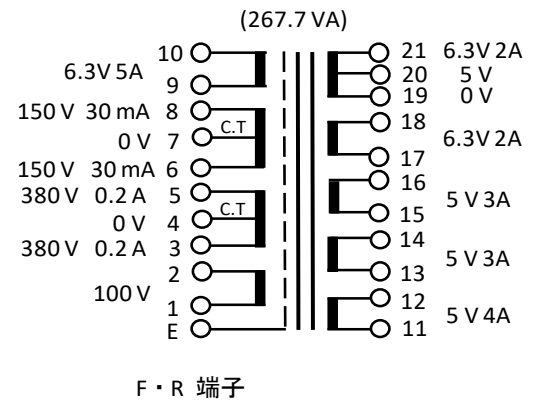 (267.7 VA)
10
6.3V 5A
9
150 V 30 mA 8
C.T
0 V 7
150 V 30 mA 6
380 V 0.2 A 5
C.T
0 V 4
380 V 0.2 A 3
2
100 V
1
E
21 6.3V 2A
20 5 V
19 0 V
18
6.3V 2A
17
16
5 V 3A
15
14
5 V 3A
13
12
5 V 4A
11
F・R 端子